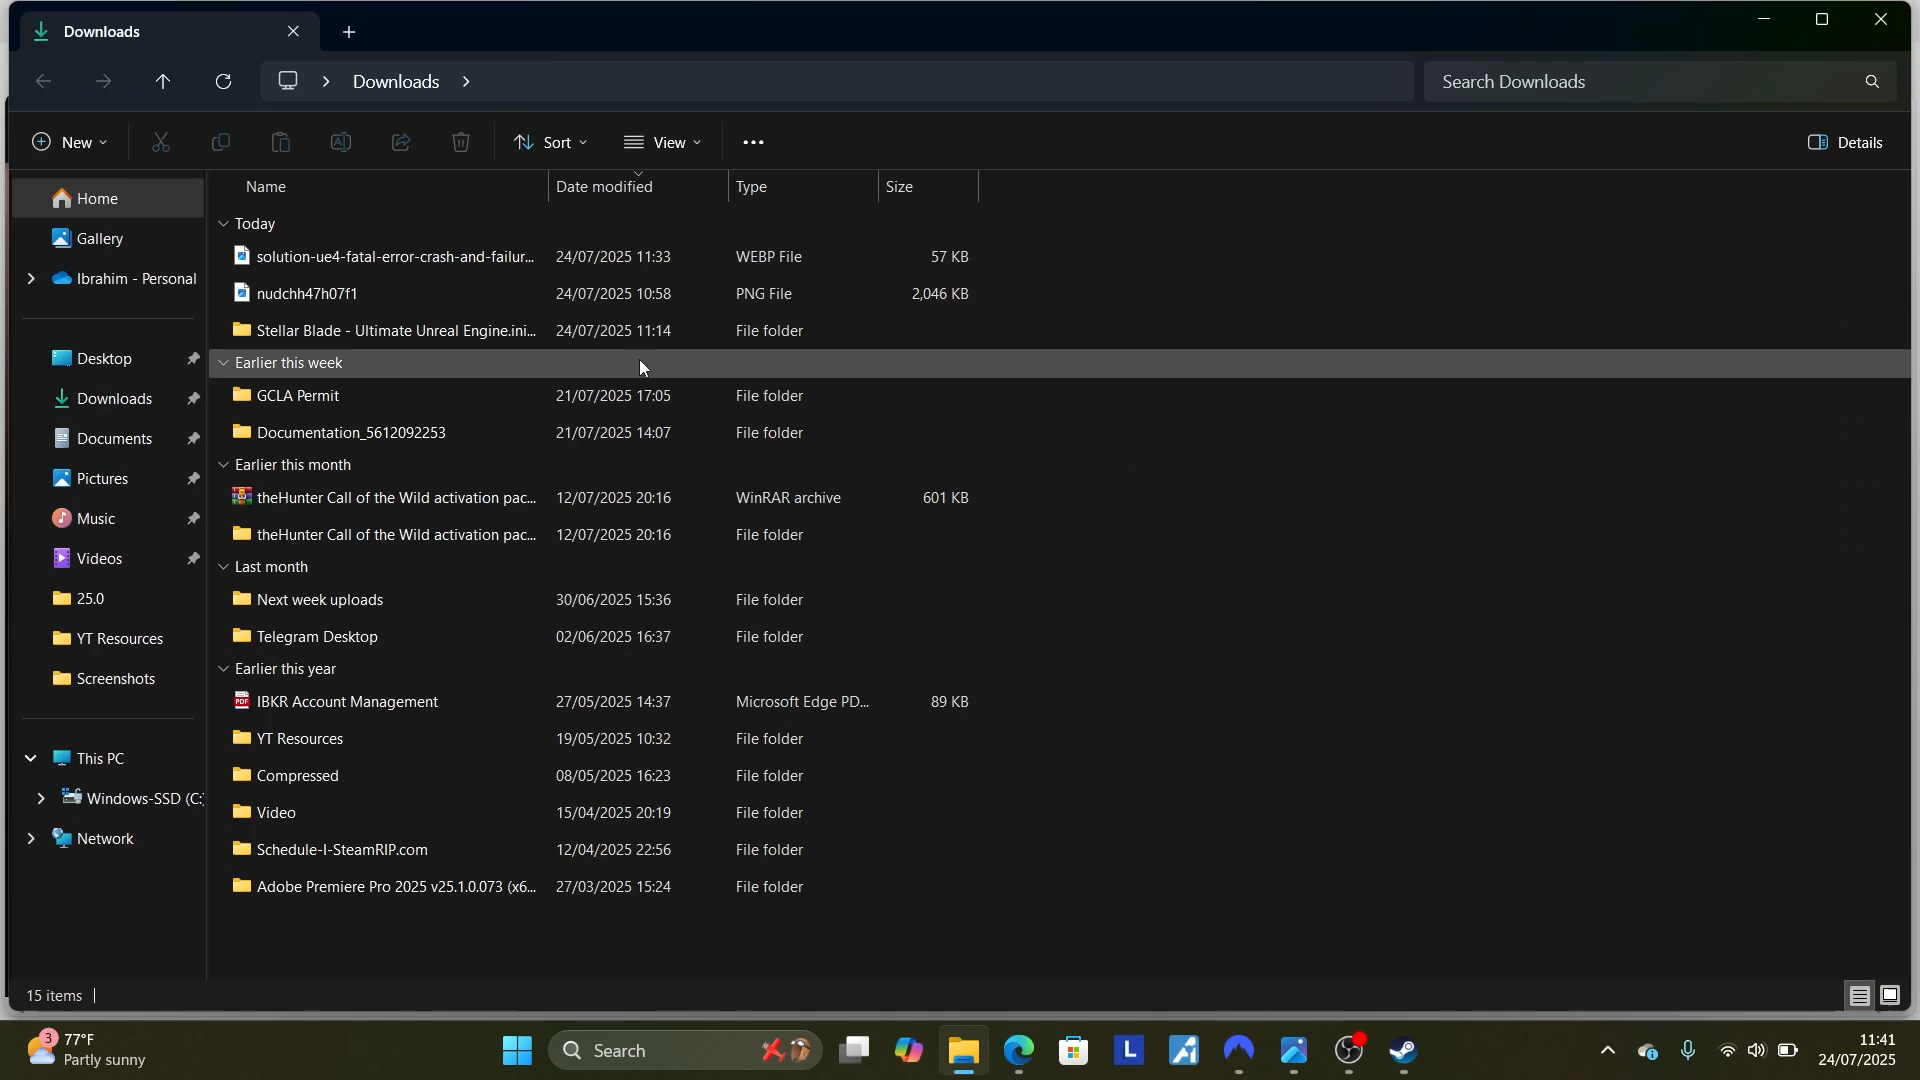 Downloads
Downloads
Search Downloads
New
Sort
View
Details
Home
Gallery
Ibrahim - Personal
Desktop
Downloads
Documents
Pictures
Music
Videos
25.0
YT Resources
Screenshots
This PC
Windows-SSD (C:)
Network
Name Date modified Type Size
Today
solution-ue4-fatal-error-crash-and-failur... 24/07/2025 11:33 WEBP File 57 KB
nudchh47h07f1 24/07/2025 10:58 PNG File 2,046 KB
Stellar Blade - Ultimate Unreal Engine.ini... 24/07/2025 11:14 File folder
Earlier this week
GCLA Permit 21/07/2025 17:05 File folder
Documentation_5612092253 21/07/2025 14:07 File folder
Earlier this month
theHunter Call of the Wild activation pac... 12/07/2025 20:16 WinRAR archive 601 KB
theHunter Call of the Wild activation pac... 12/07/2025 20:16 File folder
Last month
Next week uploads 30/06/2025 15:36 File folder
Telegram Desktop 02/06/2025 16:37 File folder
Earlier this year
IBKR Account Management 27/05/2025 14:37 Microsoft Edge PD... 89 KB
YT Resources 19/05/2025 10:32 File folder
Compressed 08/05/2025 16:23 File folder
Video 15/04/2025 20:19 File folder
Schedule-I-SteamRIP.com 12/04/2025 22:56 File folder
Adobe Premiere Pro 2025 v25.1.0.073 (x6... 27/03/2025 15:24 File folder
15 items
3
77°F
Partly sunny
Search
L
11:41
24/07/2025